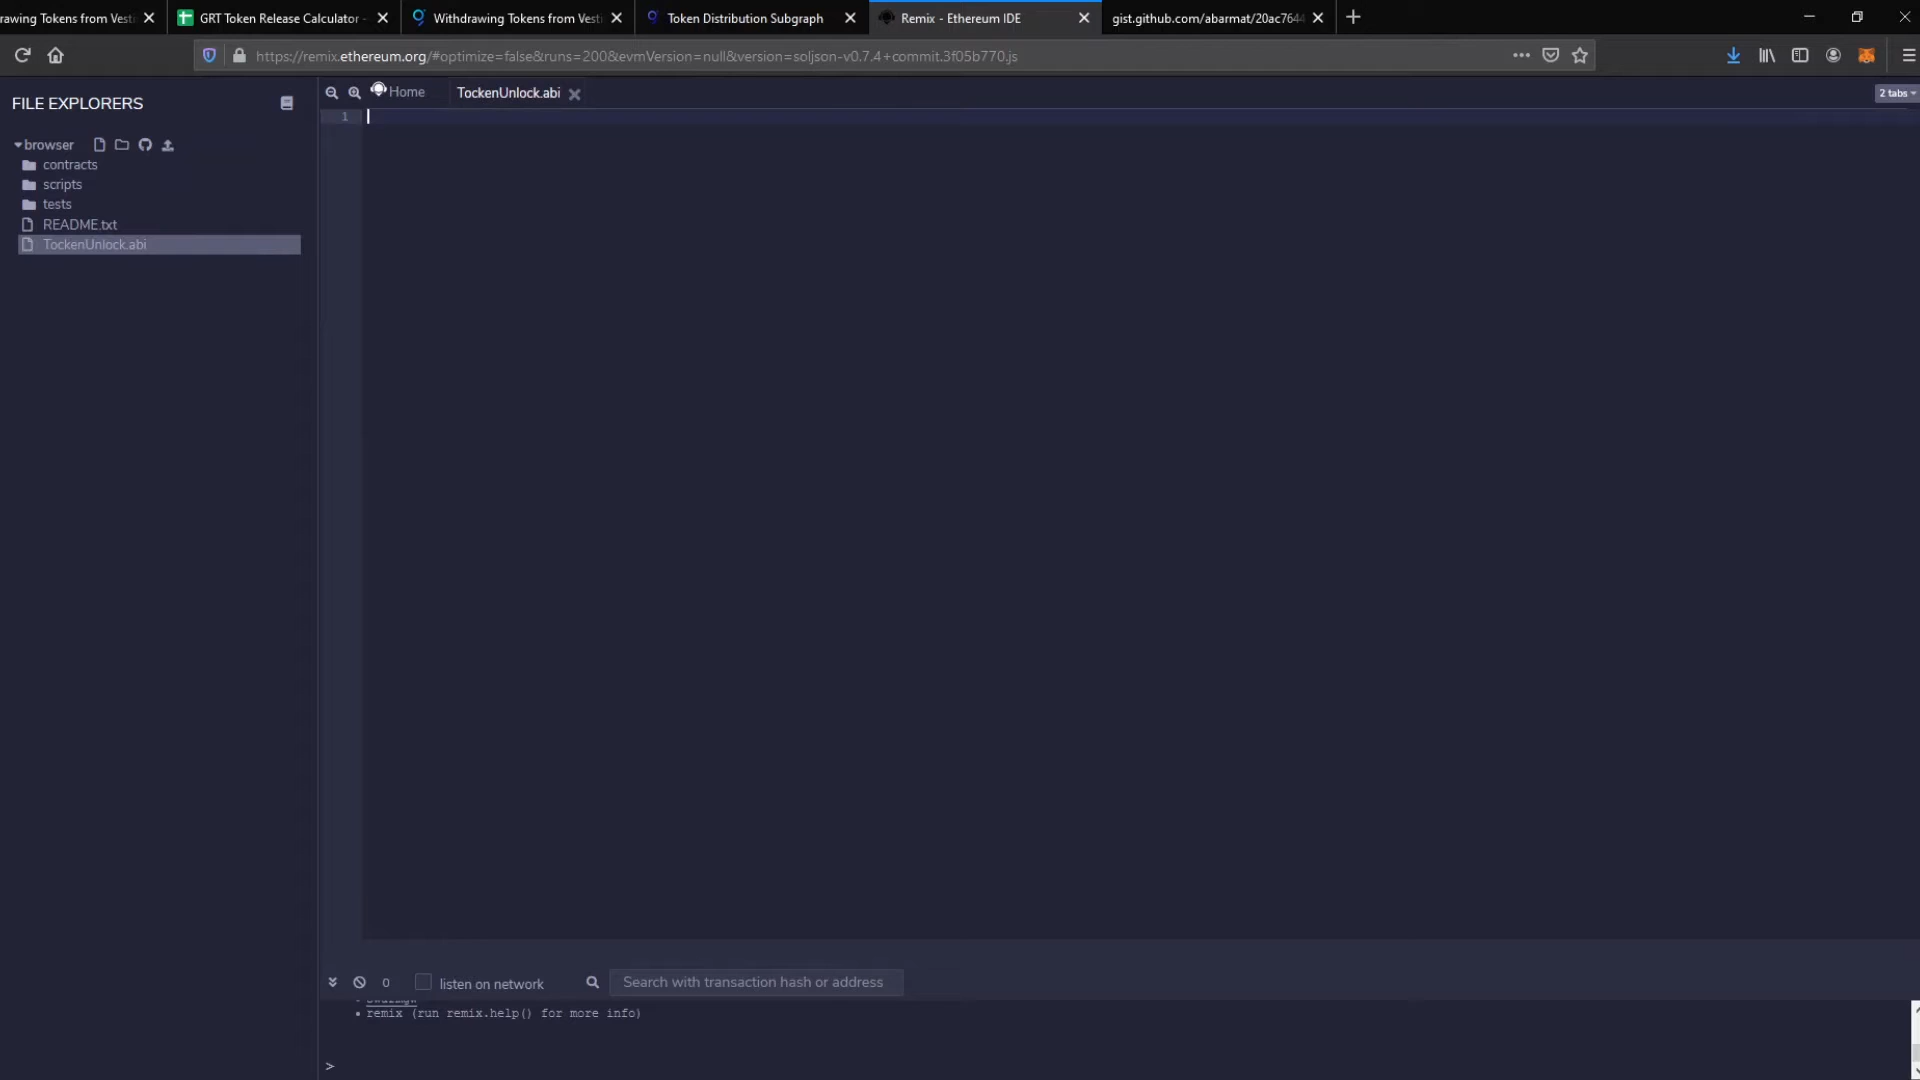 rawing Tokens from Vesti
GRT Token Release Calculator -
Withdrawing Tokens from Vesti
Token Distribution Subgraph
Remix - Ethereum IDE
gist.github.com/abarmat/20ac7644
https://remix.ethereum.org/#optimize=false&runs=200&evmVersion=null&version=soljson-v0.7.4+commit.3f05b770.js
FILE EXPLORERS
Home
TockenUnlock.abi
2 tabs
1
browser
contracts
scripts
tests
README.txt
TockenUnlock.abi
0
listen on network
Search with transaction hash or address
remix (run remix.help() for more info)
>